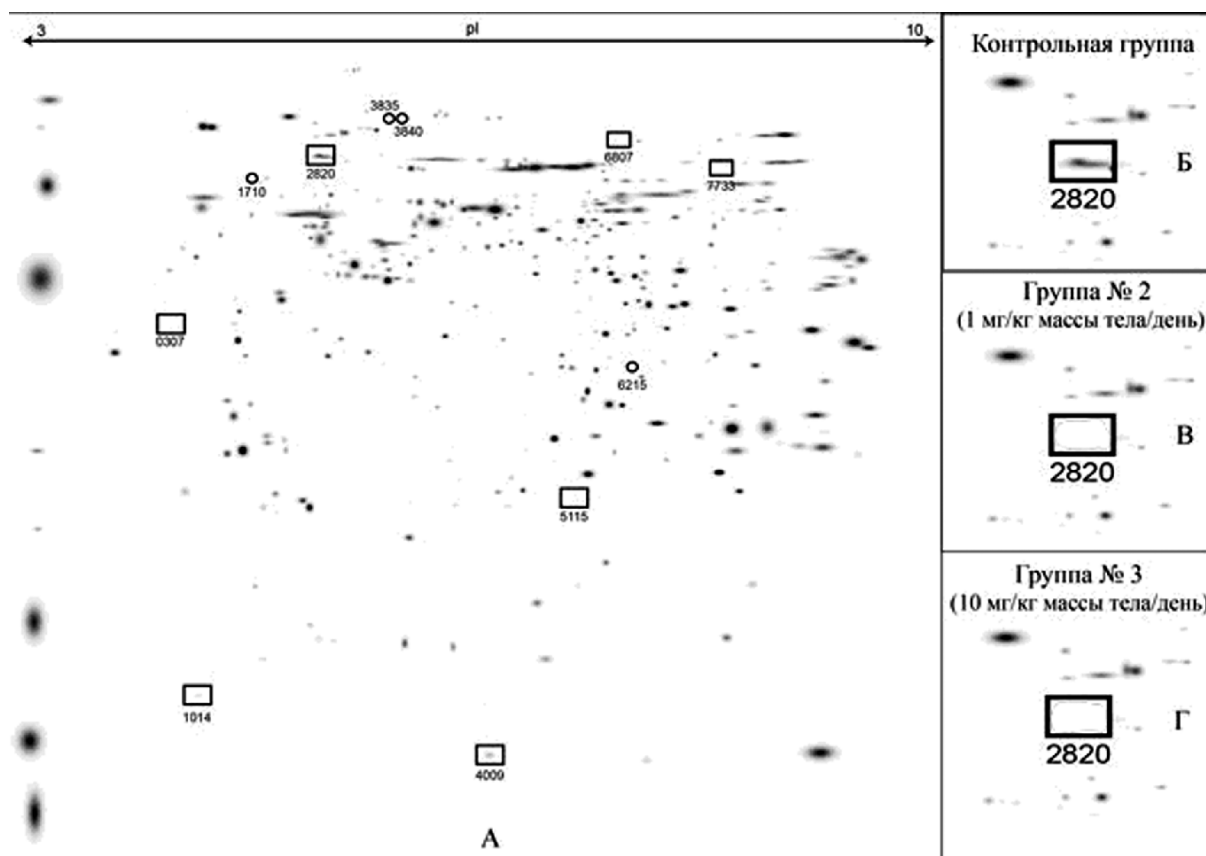 3 pI 10
3835
3840
6807
2820
7733
1710
0307
6215
5115
1014
4009
А
Контрольная группа
Б
2820
Группа № 2
(1 мг/кг массы тела/день)
В
2820
Группа № 3
(10 мг/кг массы тела/день)
Г
2820